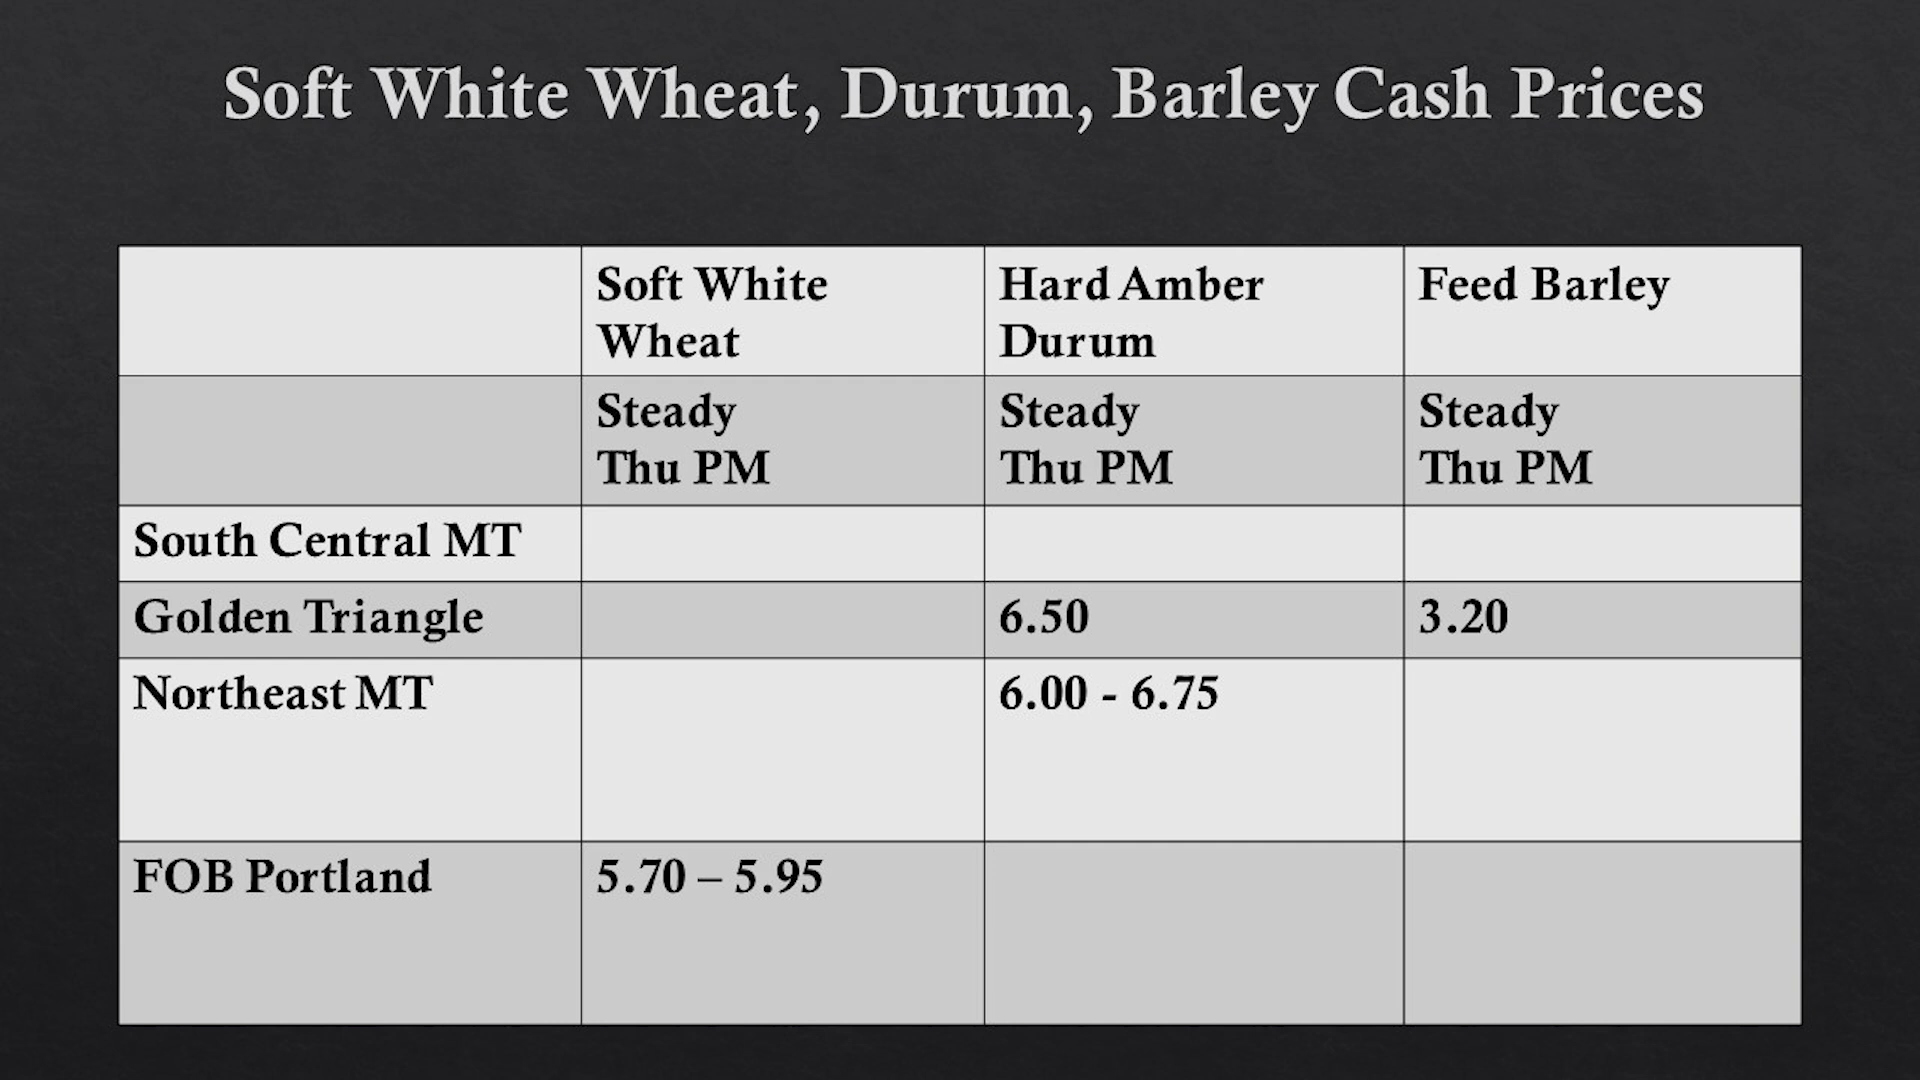 Soft White Wheat, Durum, Barley Cash Prices
Soft White Wheat
Hard Amber Durum
Feed Barley
Steady Thu PM
Steady Thu PM
Steady Thu PM
South Central MT
Golden Triangle 6.50 3.20
Northeast MT 6.00 - 6.75
FOB Portland 5.70 – 5.95